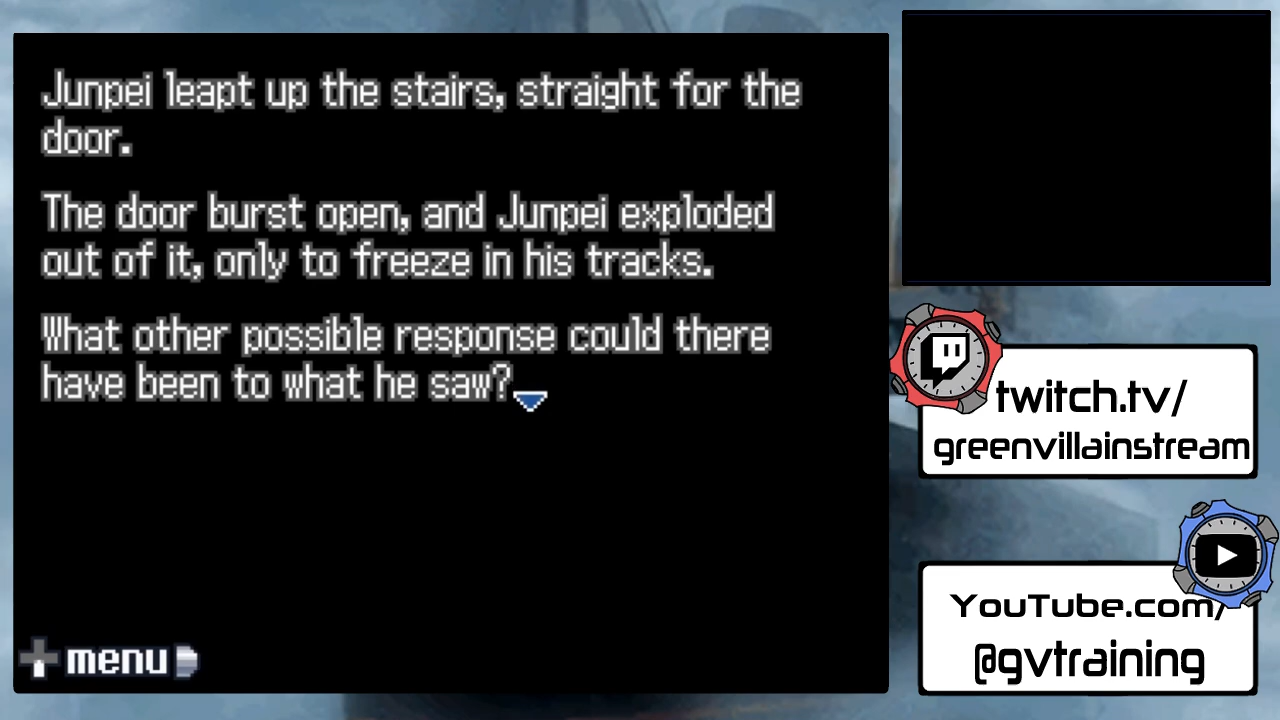 Junpei leapt up the stairs, straight for the
door.
The door burst open, and Junpei exploded
out of it, only to freeze in his tracks.
What other possible response could there
have been to what he saw?
menu
twitch.tv/
greenvillainstream
YouTube.com/
@gvtraining